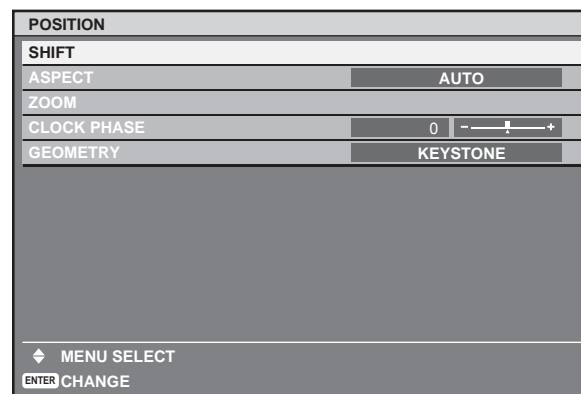 POSITION
SHIFT
ASPECT AUTO
ZOOM
CLOCK PHASE 0 - +
GEOMETRY KEYSTONE
MENU SELECT
ENTER CHANGE